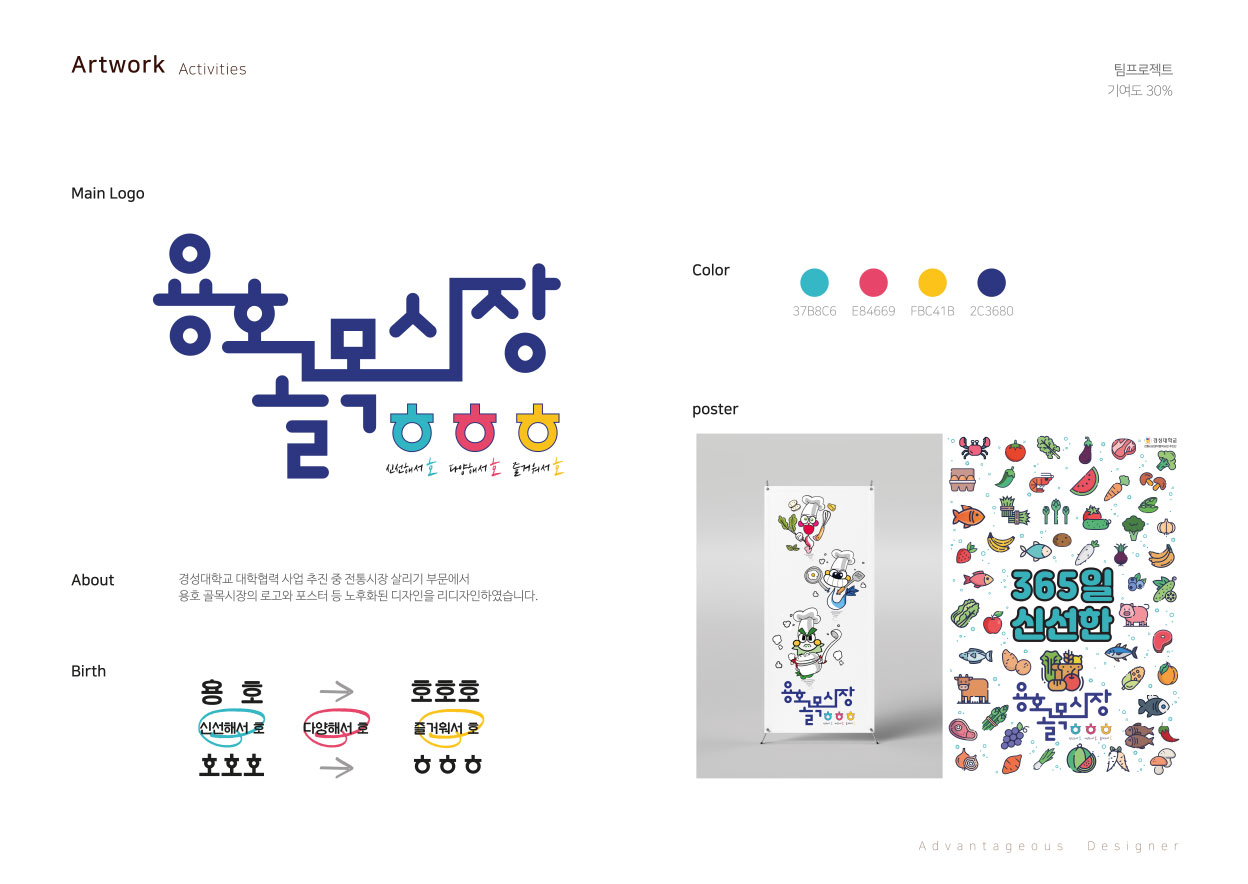 Artwork Activities
팀프로젝트
기여도 30%
Main Logo
용호
골목시장
ㅎㅎㅎ
신선해서 호 다양해서 호 즐거워서 호
Color
37B8C6 E84669 FBC41B 2C3680
poster
경성대학교
365일
신선한
용호
골목시장
ㅎㅎㅎ
용호
골목시장
ㅎㅎㅎ
About
경성대학교 대학협력 사업 추진 중 전통시장 살리기 부문에서
용호 골목시장의 로고와 포스터 등 노후화된 디자인을 리디자인하였습니다.
Birth
용 호 → 호호호
신선해서 호 다양해서 호 즐거워서 호
호호호 → ㅎㅎㅎ
Advantageous Designer